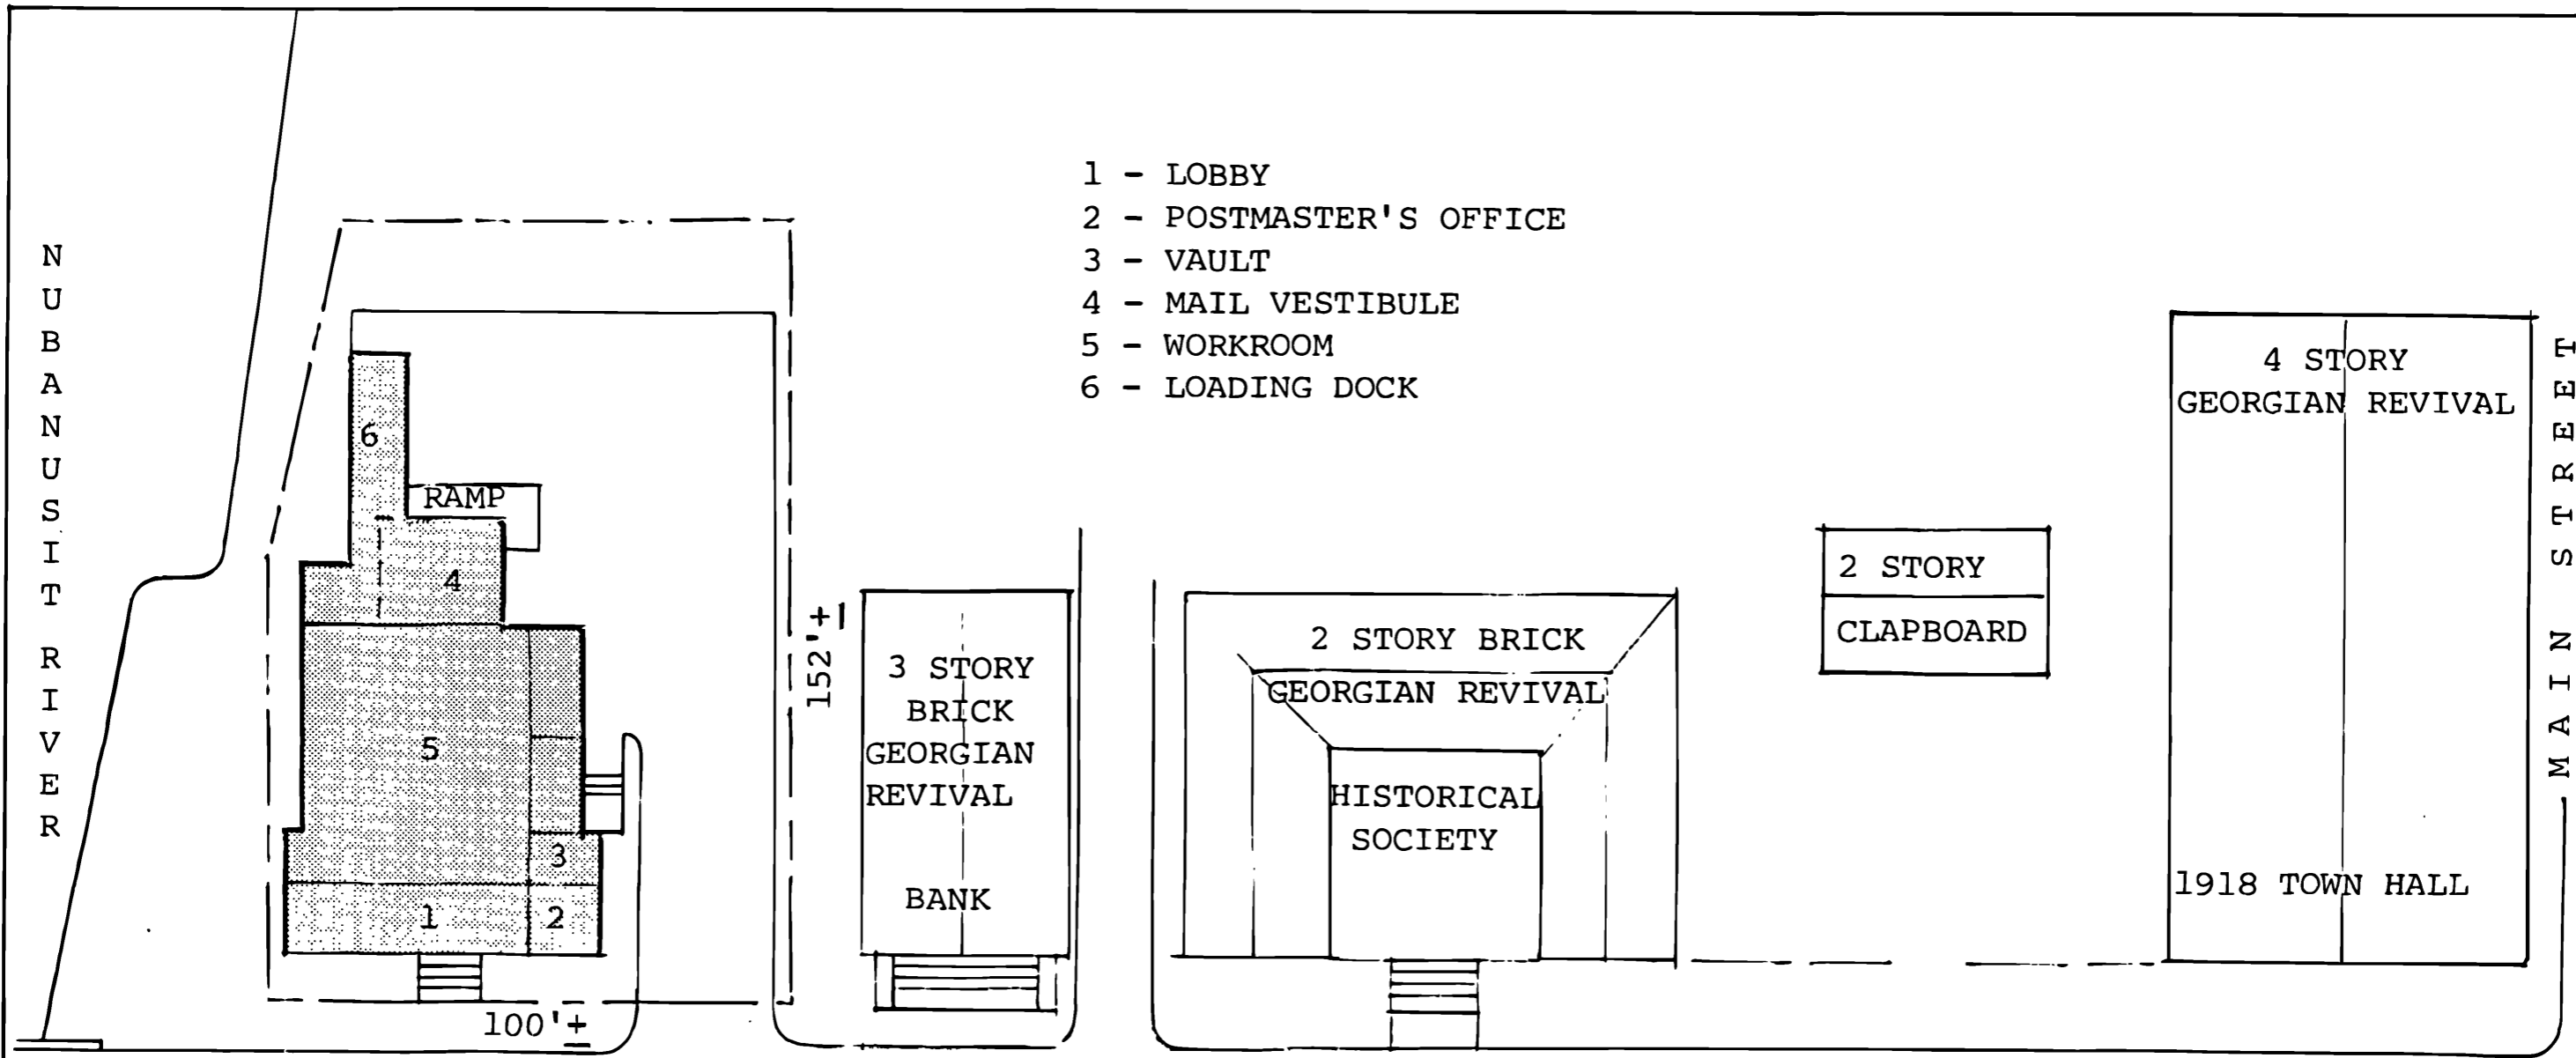 NUBANUSIT RIVER
1 - LOBBY
2 - POSTMASTER'S OFFICE
3 - VAULT
4 - MAIL VESTIBULE
5 - WORKROOM
6 - LOADING DOCK
6
RAMP
4
5
3
1
2
100'±
152'±
3 STORY
BRICK
GEORGIAN
REVIVAL
BANK
2 STORY BRICK
GEORGIAN REVIVAL
HISTORICAL
SOCIETY
2 STORY
CLAPBOARD
4 STORY
GEORGIAN REVIVAL
1918 TOWN HALL
MAIN STREET